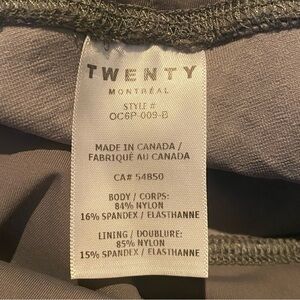 TWENTY
MONTRÉAL
STYLE #
OC6P-009-B
MADE IN CANADA /
FABRIQUÉ AU CANADA
CA# 54850
BODY / CORPS:
84% NYLON
16% SPANDEX / ELASTHANNE
LINING / DOUBLURE:
85% NYLON
15% SPANDEX / ELASTHANNE